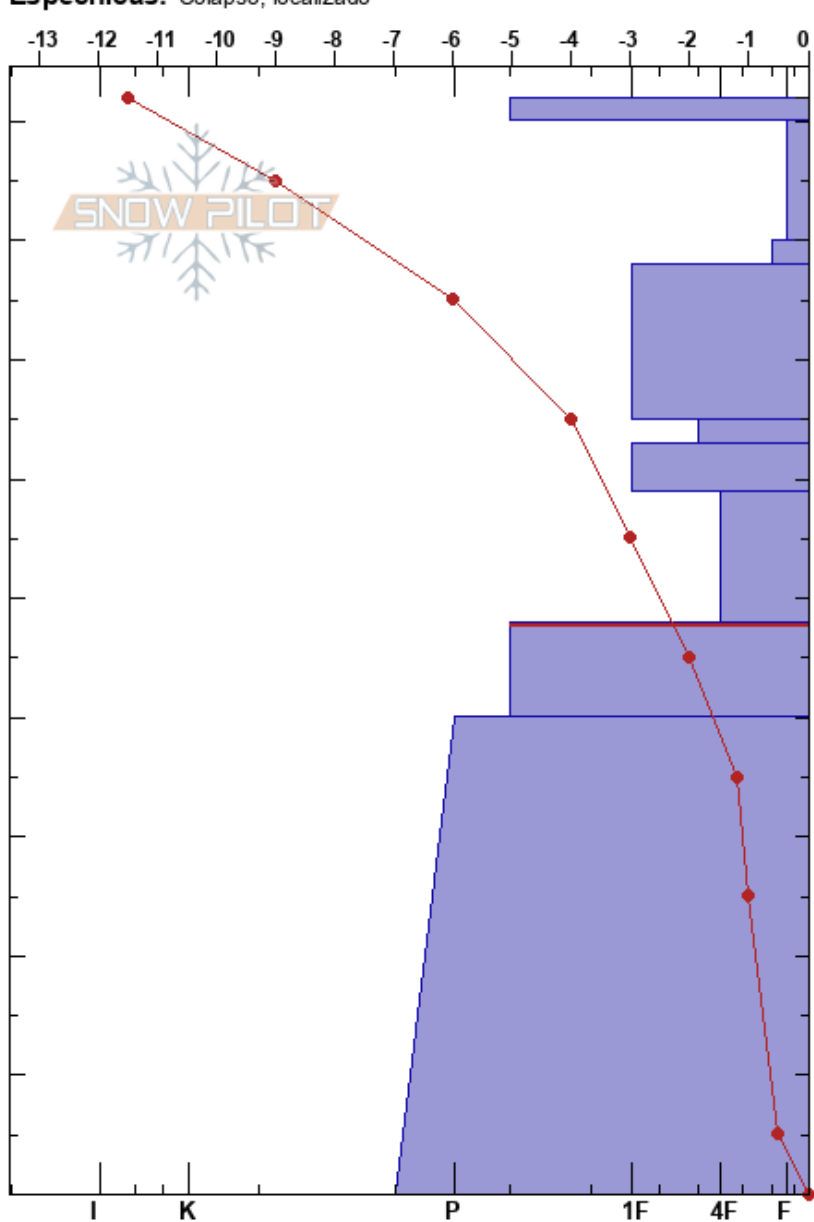 Específicos: Colapso, localizado
-13 -12 -11 -10 -9 -8 -7 -6 -5 -4 -3 -2 -1 0
SNOW PILOT
I K P 1F 4F F